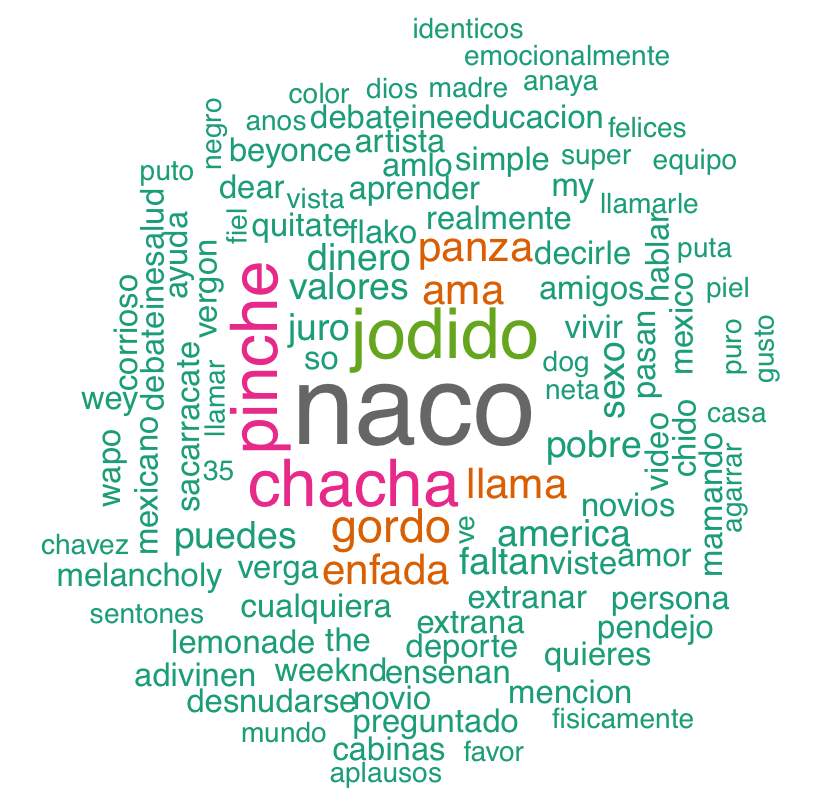 identicos
emocionalmente
color dios madre anaya
negro anos debateineeducacion felices
beyonce artista
puto amlo simple super equipo
dear vista aprender my llamarle
fiel quitate flako realmente
debateinesalud ayuda vergon dinero panza decirle hablar puta
corrioso pinche valores ama amigos mexico piel
juro jodido vivir pasan puro gusto
so dog
sacarracate llamar naco neta sexo
wey casa
wapo mexicano 35 chacha llama pobre video chido mamando agarrar
novios
chavez puedes gordo ve america
melancholy verga enfada faltan viste amor
sentones cualquiera extranar persona
lemonade the extrana pendejo
deporte quieres
adivinen weeknd ensenan
desnudarse novio mencion
mundo preguntado fisicamente
cabinas favor
aplausos